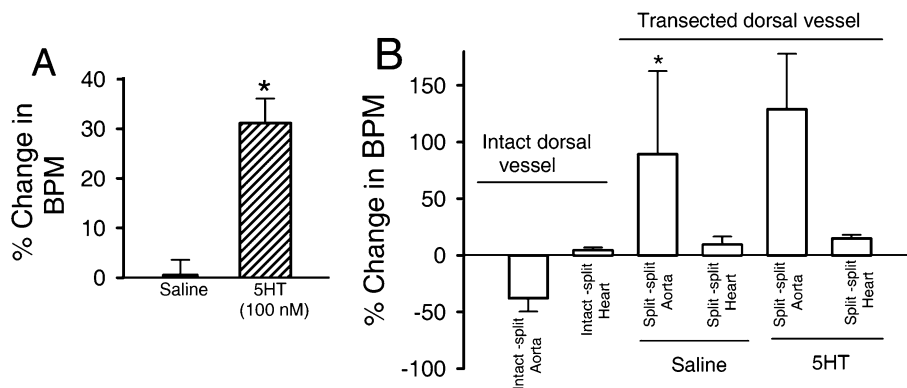 A
% Change in
BPM
40
30
20
10
0
*
Saline
5HT
(100 nM)
B
% Change in BPM
150
100
50
0
-50
-100
Transected dorsal vessel
Intact dorsal
vessel
*
Intact -split
Aorta
Intact -split
Heart
Split -split
Aorta
Split -split
Heart
Split -split
Aorta
Split -split
Heart
Saline
5HT